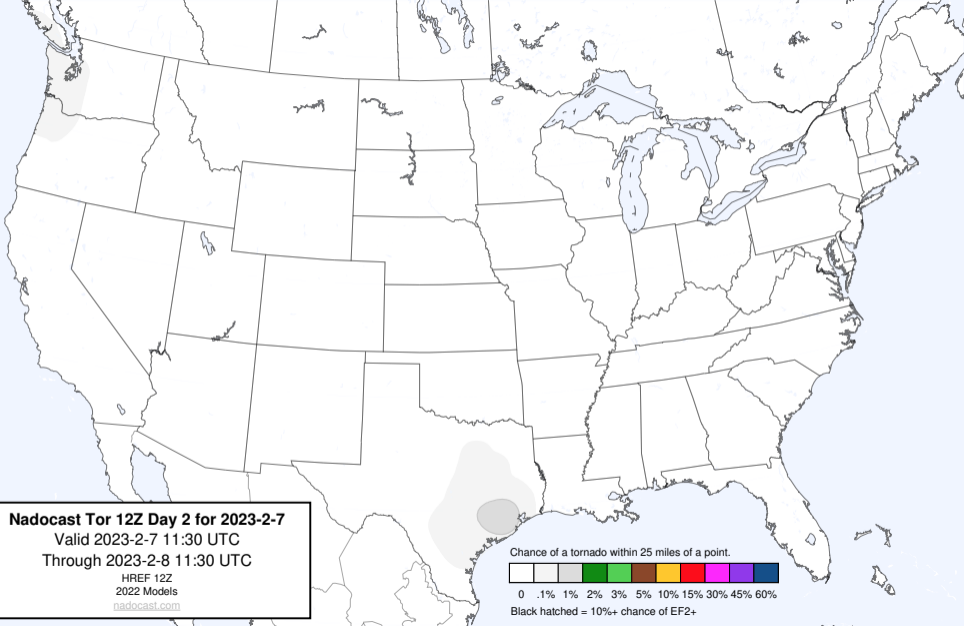 Nadocast Tor 12Z Day 2 for 2023-2-7
Valid 2023-2-7 11:30 UTC
Through 2023-2-8 11:30 UTC
HREF 12Z
2022 Models
nadocast.com
Chance of a tornado within 25 miles of a point.
0 .1% 1% 2% 3% 5% 10% 15% 30% 45% 60%
Black hatched = 10%+ chance of EF2+